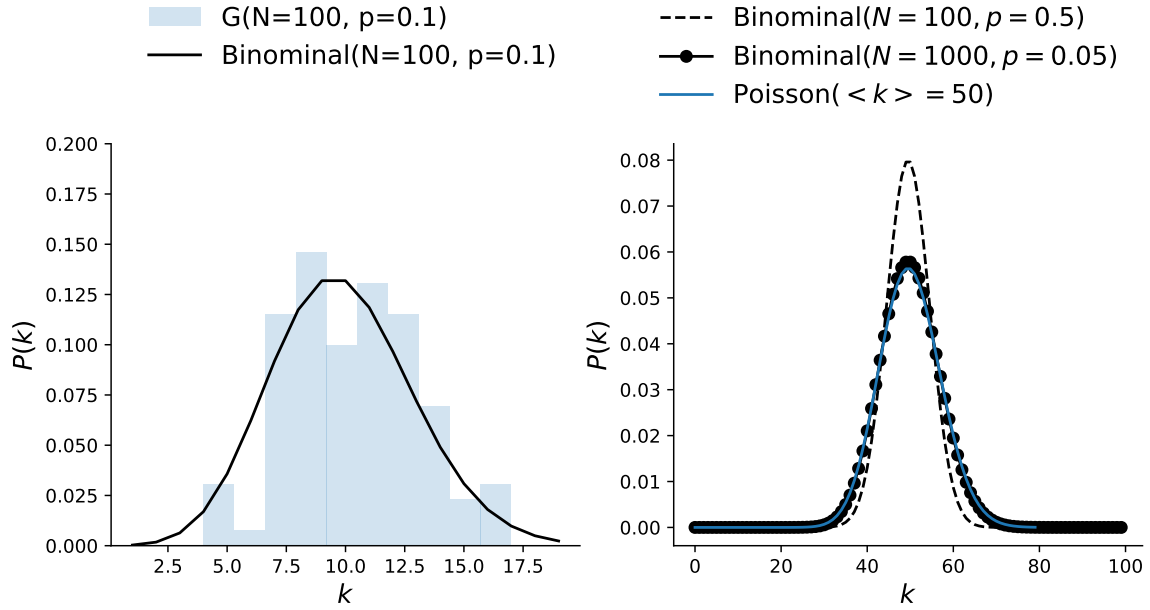 G(N=100, p=0.1)
Binominal(N=100, p=0.1)
0.200
0.175
0.150
0.125
0.100
0.075
0.050
0.025
0.000
P(k)
2.5 5.0 7.5 10.0 12.5 15.0 17.5
k
Binominal(N = 100, p = 0.5)
Binominal(N = 1000, p = 0.05)
Poisson( < k > = 50)
0.08
0.07
0.06
0.05
0.04
0.03
0.02
0.01
0.00
P(k)
0 20 40 60 80 100
k